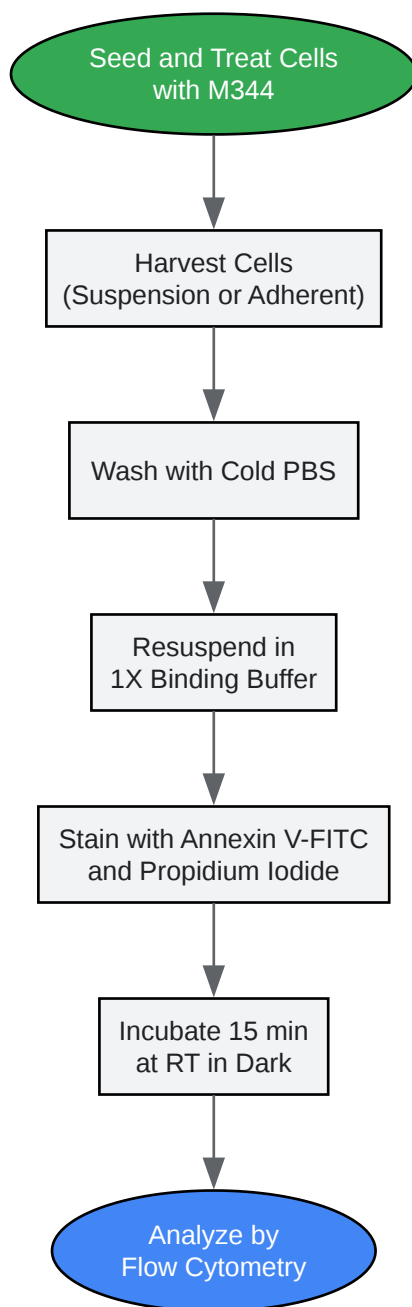 Seed and Treat Cells
with M344
Harvest Cells
(Suspension or Adherent)
Wash with Cold PBS
Resuspend in
1X Binding Buffer
Stain with Annexin V-FITC
and Propidium Iodide
Incubate 15 min
at RT in Dark
Analyze by
Flow Cytometry